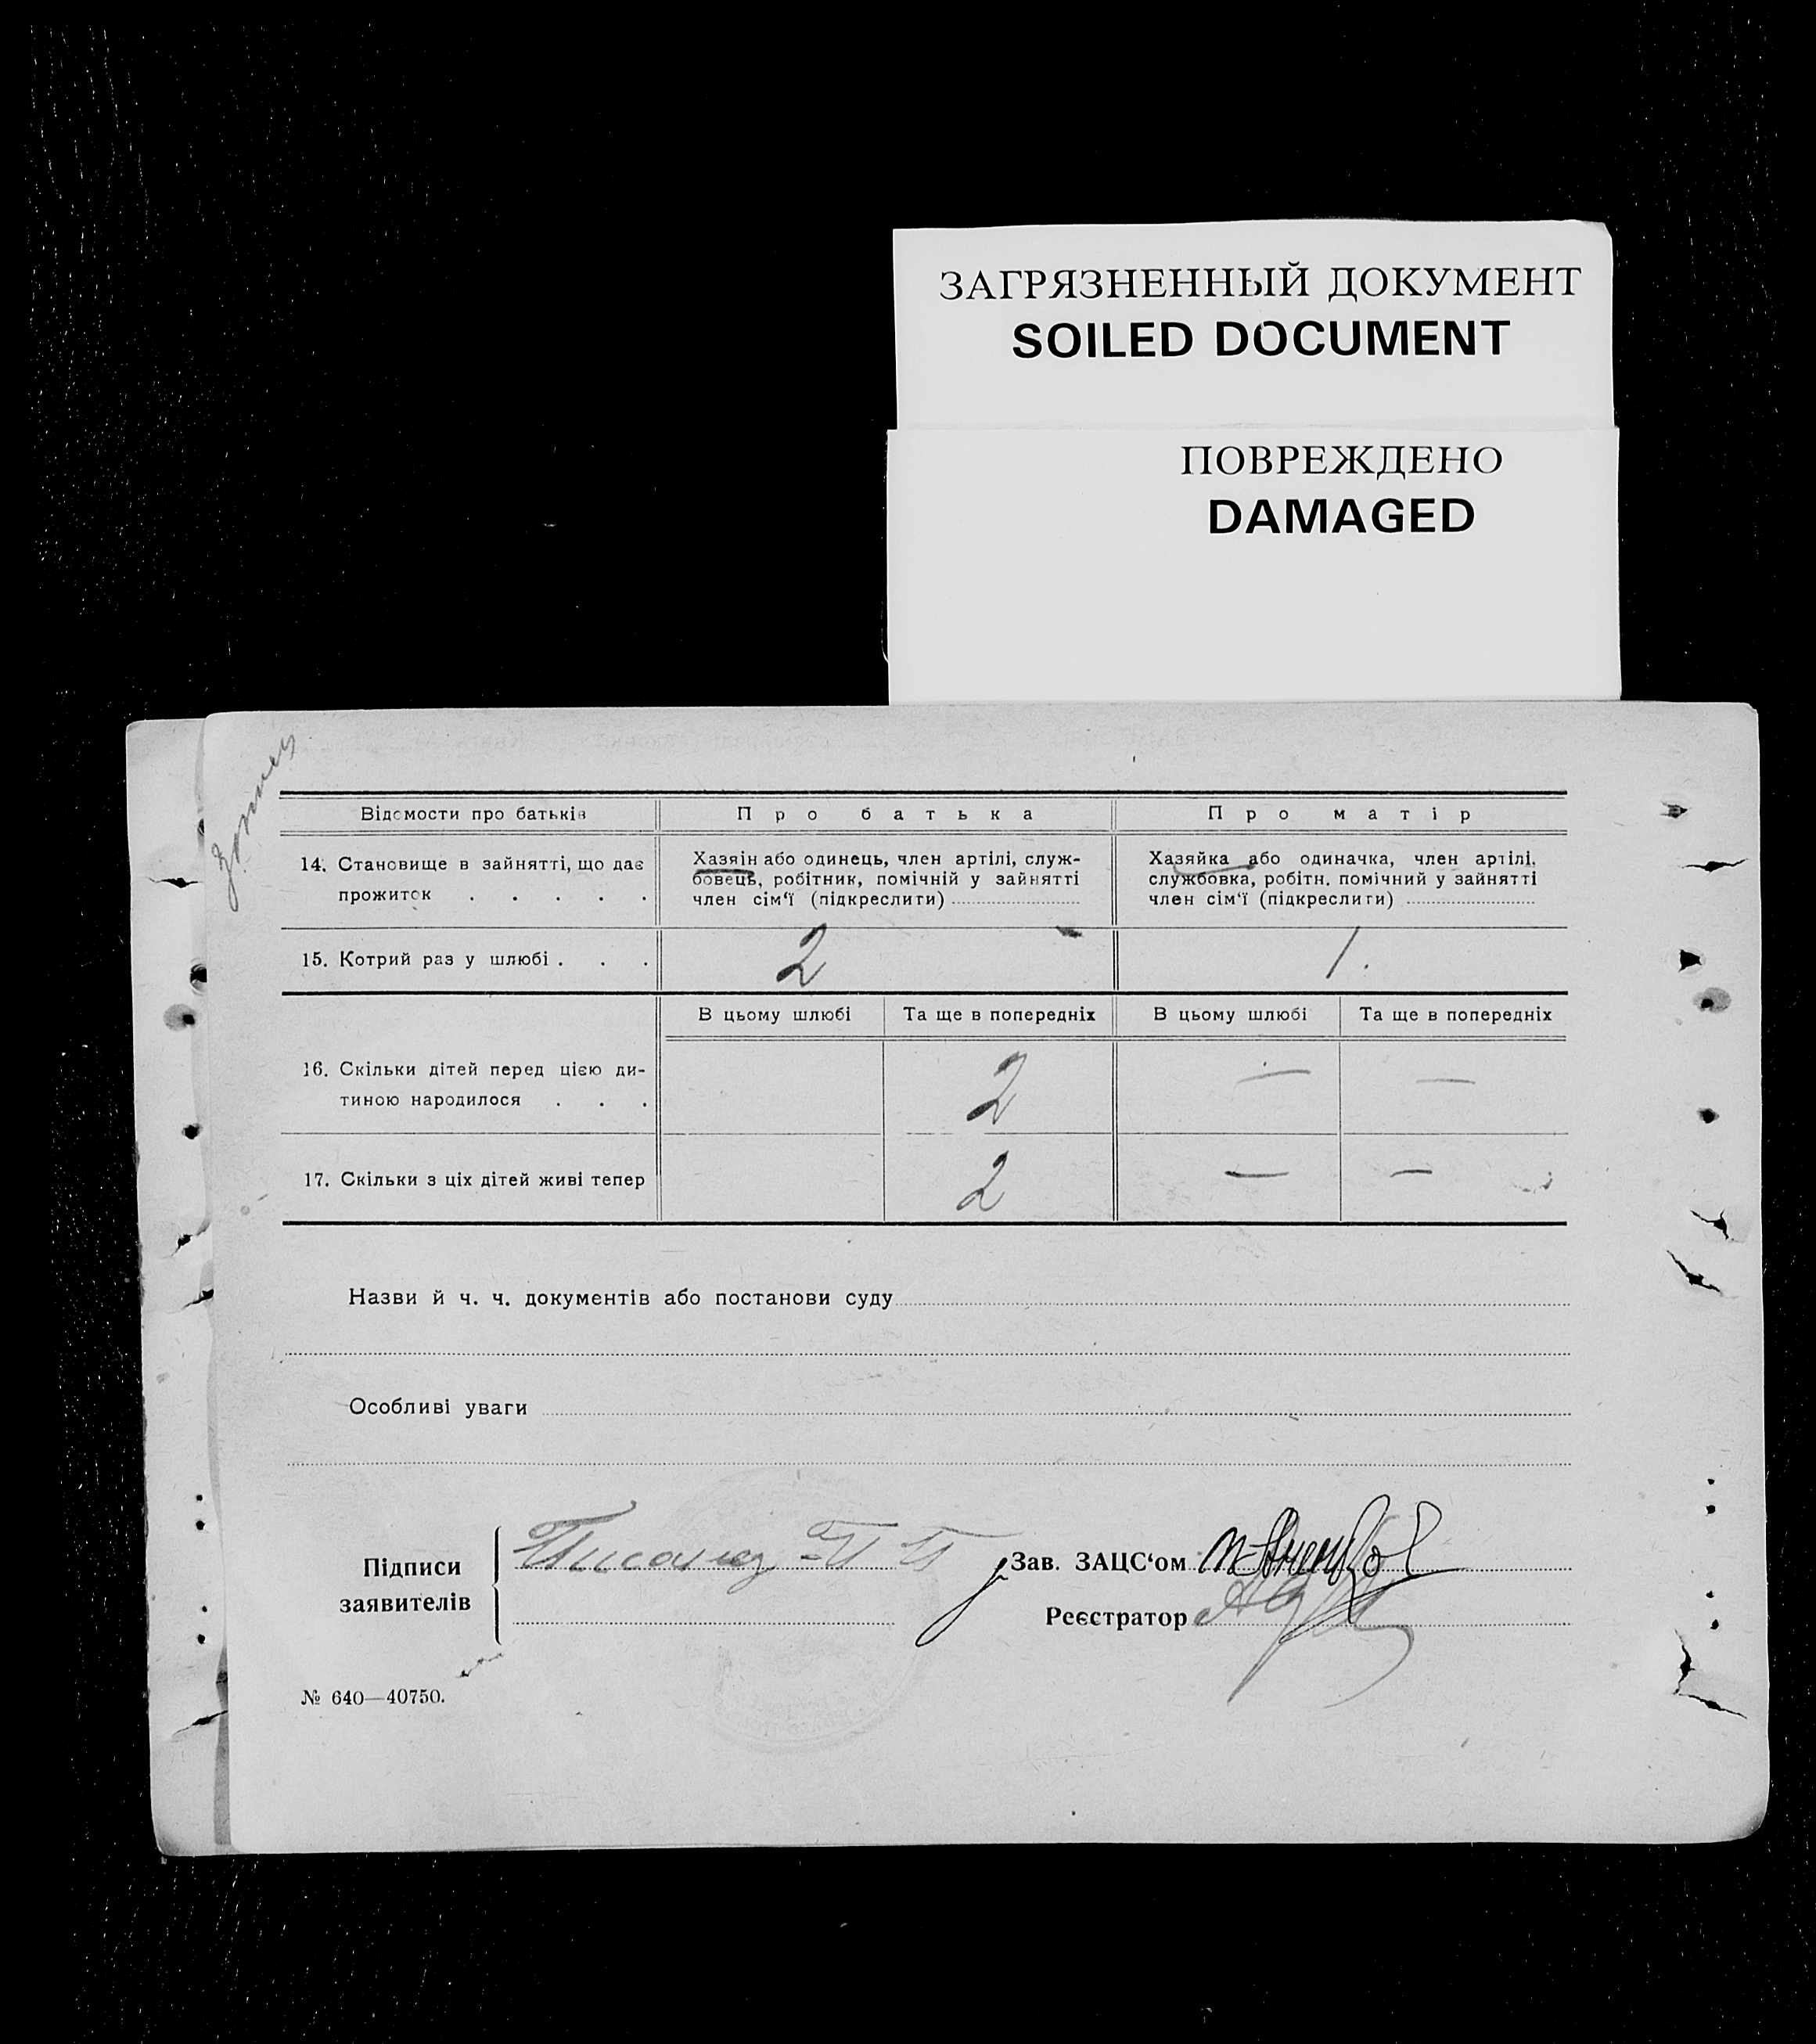 ЗАГРЯЗНЕННЫЙ ДОКУМЕНТ
SOILED DOCUMENT
ПОВРЕЖДЕНО
DAMAGED
Відомости про батьків
Про батька
Про матір
14. Становище в зайнятті, що дає
прожиток . . . . .
Хазяін або одинець, член артілі, служ-
бовець, робітник, помічній у зайнятті
член сім‘ї (підкреслити)
Хазяйка або одиначка, член артілі,
службовка, робітн. помічний у зайнятті
член сім‘ї (підкреслити)
15. Котрий раз у шлюбі . . .
2
1.
В цьому шлюбі
Та ще в попередніх
В цьому шлюбі
Та ще в попередніх
16. Скільки дітей перед цією ди-
тиною народилося . . .
2
—
—
17. Скільки з ціх дітей живі тепер
2
—
—
Назви й ч. ч. документів або постанови суду
Особливі уваги
Підписи
заявителів
Зав. ЗАЦС‘ом
Реєстратор
№ 640—40750.